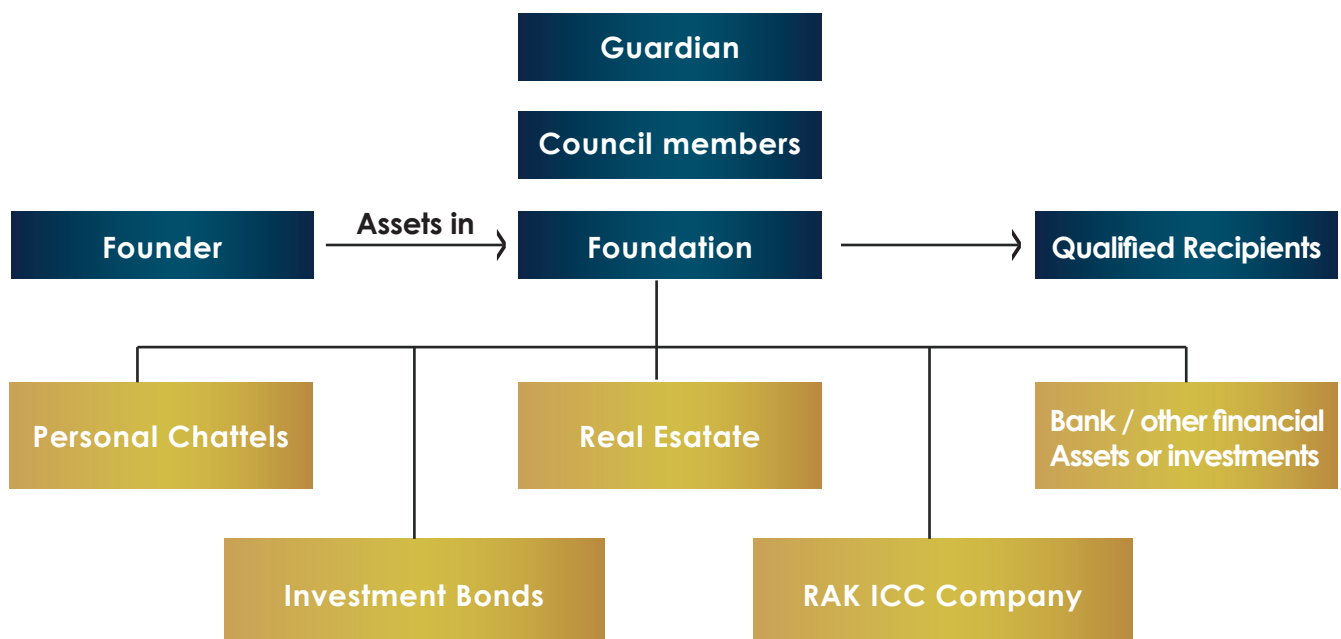 Guardian
Council members
Founder
Assets in
Foundation
Qualified Recipients
Personal Chattels
Real Esatate
Bank / other financial
Assets or investments
Investment Bonds
RAK ICC Company